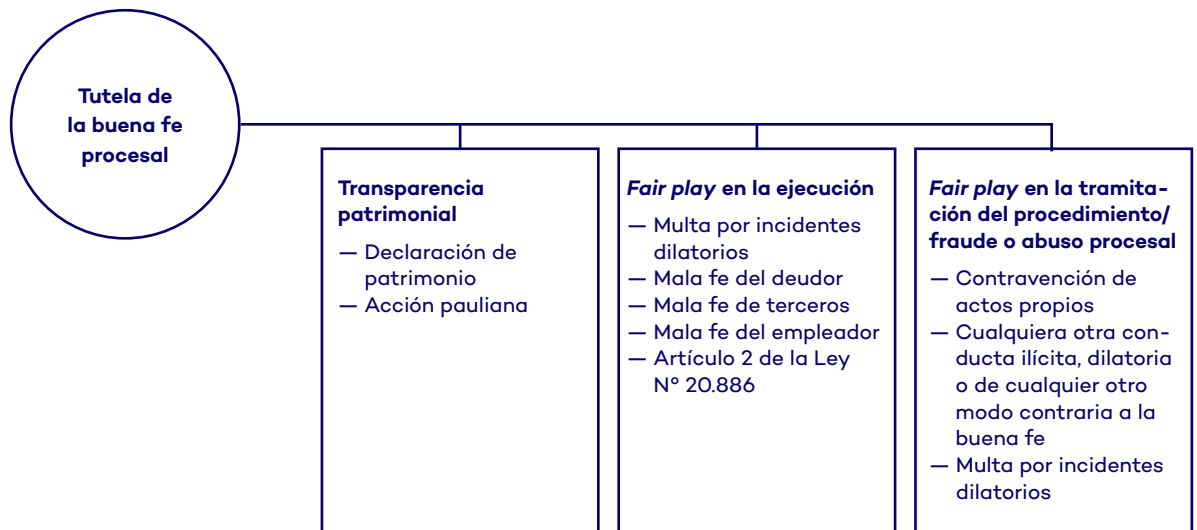 Tutela de
la buena fe
procesal
Transparencia
patrimonial
— Declaración de
patrimonio
— Acción pauliana
Fair play en la ejecución
— Multa por incidentes
dilatorios
— Mala fe del deudor
— Mala fe de terceros
— Mala fe del empleador
— Artículo 2 de la Ley
N° 20.886
Fair play en la tramita-
ción del procedimiento/
fraude o abuso procesal
— Contravención de
actos propios
— Cualquiera otra con-
ducta ilícita, dilatoria
o de cualquier otro
modo contraria a la
buena fe
— Multa por incidentes
dilatorios